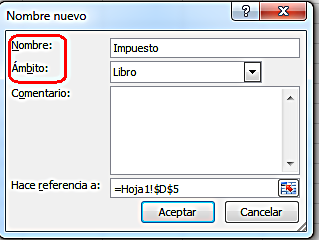 Nombre nuevo
Nombre: Impuesto
Ámbito: Libro
Comentario:
Hace referencia a: =Hoja1!$D$5
Aceptar Cancelar